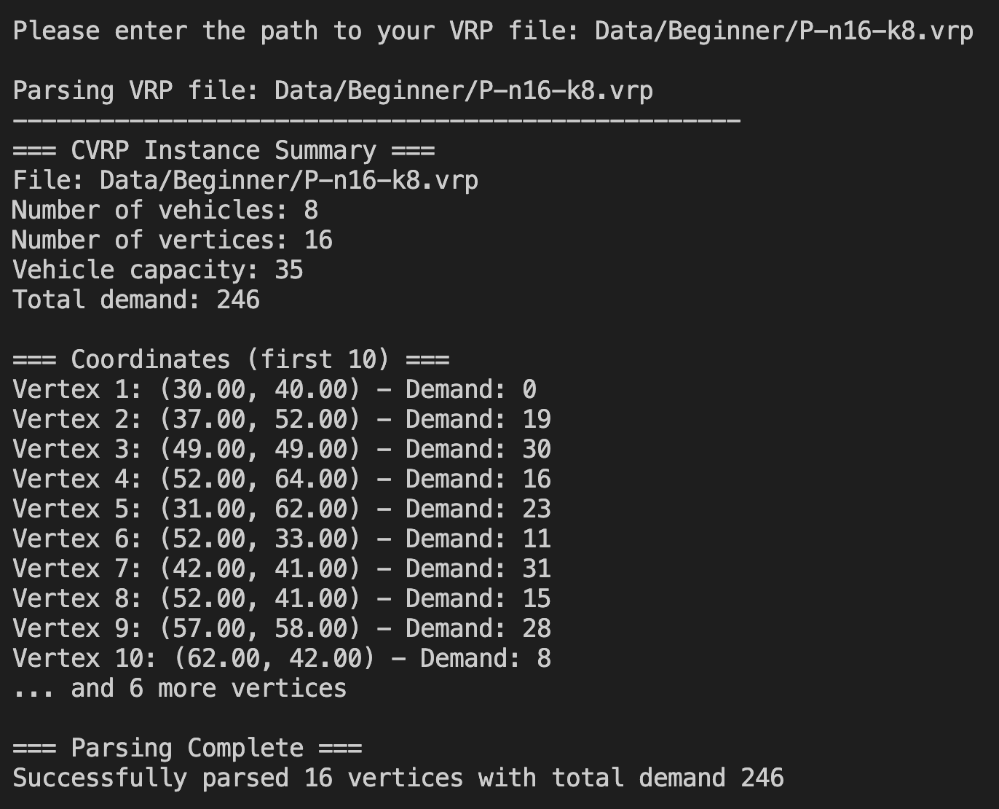 Please enter the path to your VRP file: Data/Beginner/P-n16-k8.vrp
Parsing VRP file: Data/Beginner/P-n16-k8.vrp
--------------------------------------------------
=== CVRP Instance Summary ===
File: Data/Beginner/P-n16-k8.vrp
Number of vehicles: 8
Number of vertices: 16
Vehicle capacity: 35
Total demand: 246
=== Coordinates (first 10) ===
Vertex 1: (30.00, 40.00) - Demand: 0
Vertex 2: (37.00, 52.00) - Demand: 19
Vertex 3: (49.00, 49.00) - Demand: 30
Vertex 4: (52.00, 64.00) - Demand: 16
Vertex 5: (31.00, 62.00) - Demand: 23
Vertex 6: (52.00, 33.00) - Demand: 11
Vertex 7: (42.00, 41.00) - Demand: 31
Vertex 8: (52.00, 41.00) - Demand: 15
Vertex 9: (57.00, 58.00) - Demand: 28
Vertex 10: (62.00, 42.00) - Demand: 8
... and 6 more vertices
=== Parsing Complete ===
Successfully parsed 16 vertices with total demand 246